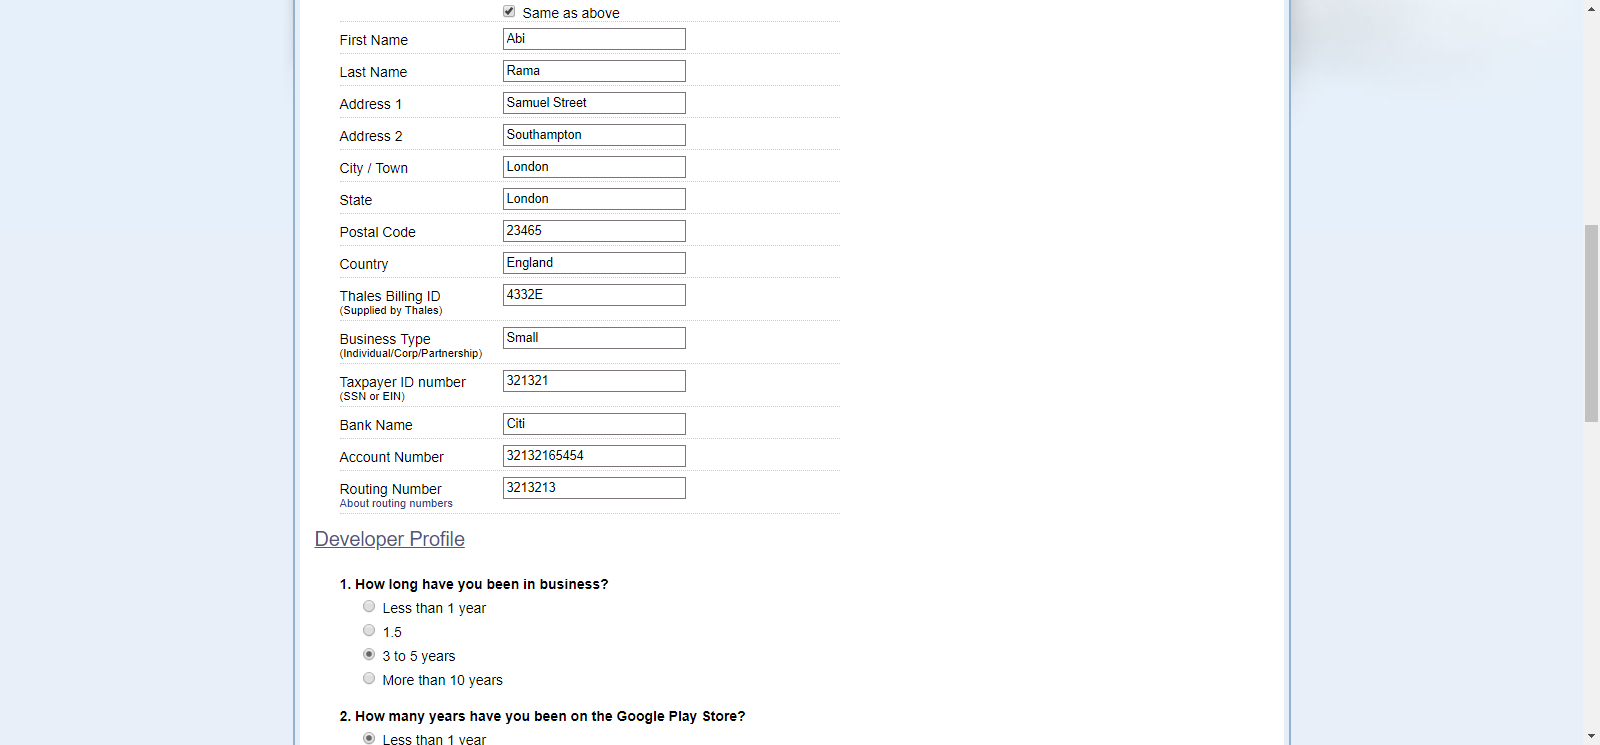 Same as above
First Name Abi
Last Name Rama
Address 1 Samuel Street
Address 2 Southampton
City / Town London
State London
Postal Code 23465
Country England
Thales Billing ID 4332E
(Supplied by Thales)
Business Type Small
(Individual/Corp/Partnership)
Taxpayer ID number 321321
(SSN or EIN)
Bank Name Citi
Account Number 32132165454
Routing Number 3213213
About routing numbers
Developer Profile
1. How long have you been in business?
Less than 1 year
1.5
3 to 5 years
More than 10 years
2. How many years have you been on the Google Play Store?
Less than 1 year